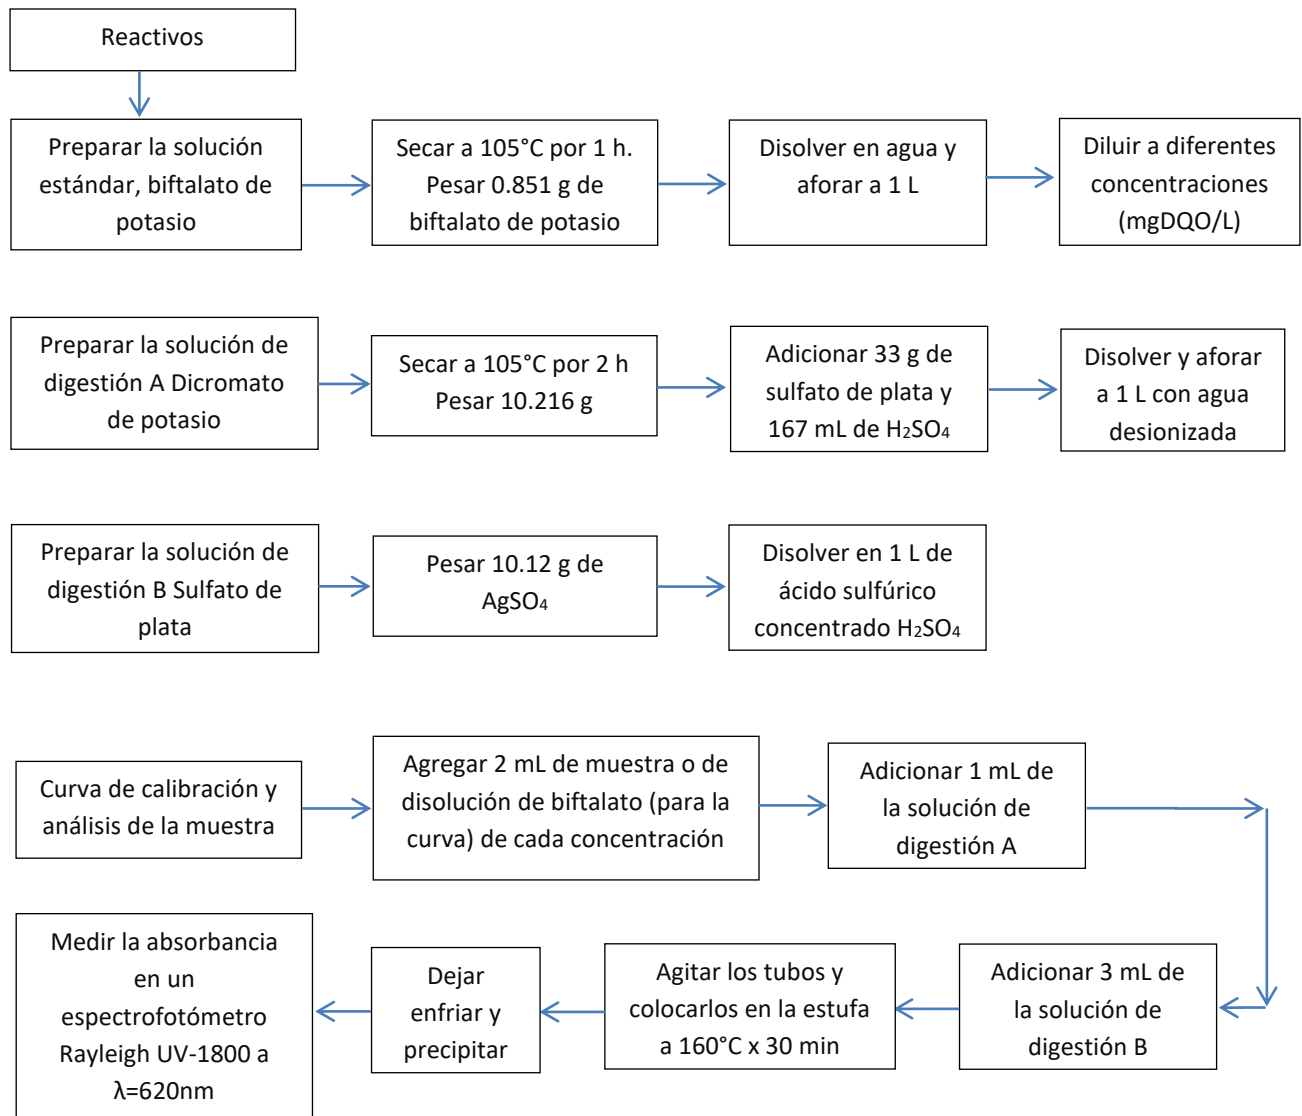 Reactivos
Preparar la solución
estándar, biftalato de
potasio
Secar a 105°C por 1 h.
Pesar 0.851 g de
biftalato de potasio
Disolver en agua y
aforar a 1 L
Diluir a diferentes
concentraciones
(mgDQO/L)
Preparar la solución de
digestión A Dicromato
de potasio
Secar a 105°C por 2 h
Pesar 10.216 g
Adicionar 33 g de
sulfato de plata y
167 mL de H₂SO₄
Disolver y aforar
a 1 L con agua
desionizada
Preparar la solución de
digestión B Sulfato de
plata
Pesar 10.12 g de
AgSO₄
Disolver en 1 L de
ácido sulfúrico
concentrado H₂SO₄
Curva de calibración y
análisis de la muestra
Agregar 2 mL de muestra o de
disolución de biftalato (para la
curva) de cada concentración
Adicionar 1 mL de
la solución de
digestión A
Adicionar 3 mL de
la solución de
digestión B
Agitar los tubos y
colocarlos en la estufa
a 160°C x 30 min
Dejar
enfriar y
precipitar
Medir la absorbancia
en un
espectrofotómetro
Rayleigh UV-1800 a
λ=620nm